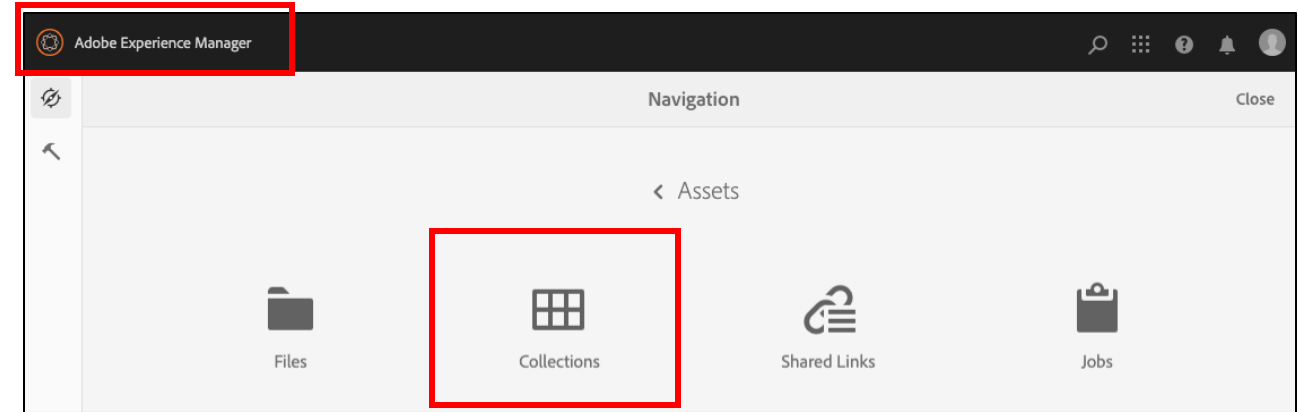 Adobe Experience Manager
Navigation
Close
Assets
Files
Collections
Shared Links
Jobs